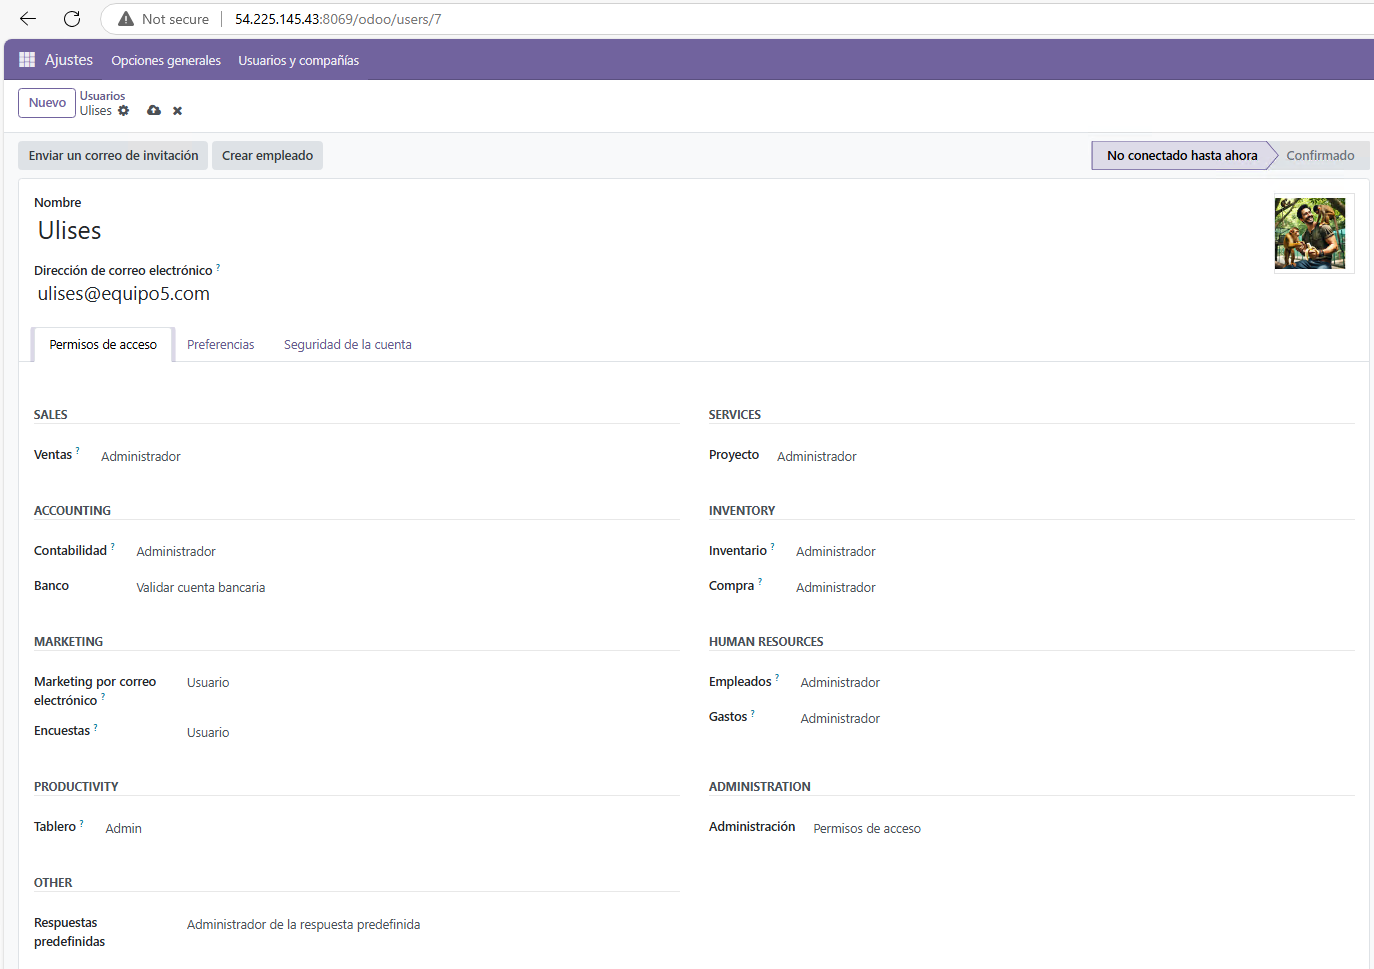 Not secure 54.225.145.43:8069/odoo/users/7
Ajustes Opciones generales Usuarios y compañías
Nuevo
Usuarios
Ulises
Enviar un correo de invitación Crear empleado No conectado hasta ahora Confirmado
Nombre
Ulises
Dirección de correo electrónico ?
ulises@equipo5.com
Permisos de acceso Preferencias Seguridad de la cuenta
SALES
Ventas ? Administrador
SERVICES
Proyecto Administrador
ACCOUNTING
Contabilidad ? Administrador
Banco Validar cuenta bancaria
INVENTORY
Inventario ? Administrador
Compra ? Administrador
MARKETING
Marketing por correo
electrónico ? Usuario
Encuestas ? Usuario
HUMAN RESOURCES
Empleados ? Administrador
Gastos ? Administrador
PRODUCTIVITY
Tablero ? Admin
ADMINISTRATION
Administración Permisos de acceso
OTHER
Respuestas
predefinidas Administrador de la respuesta predefinida